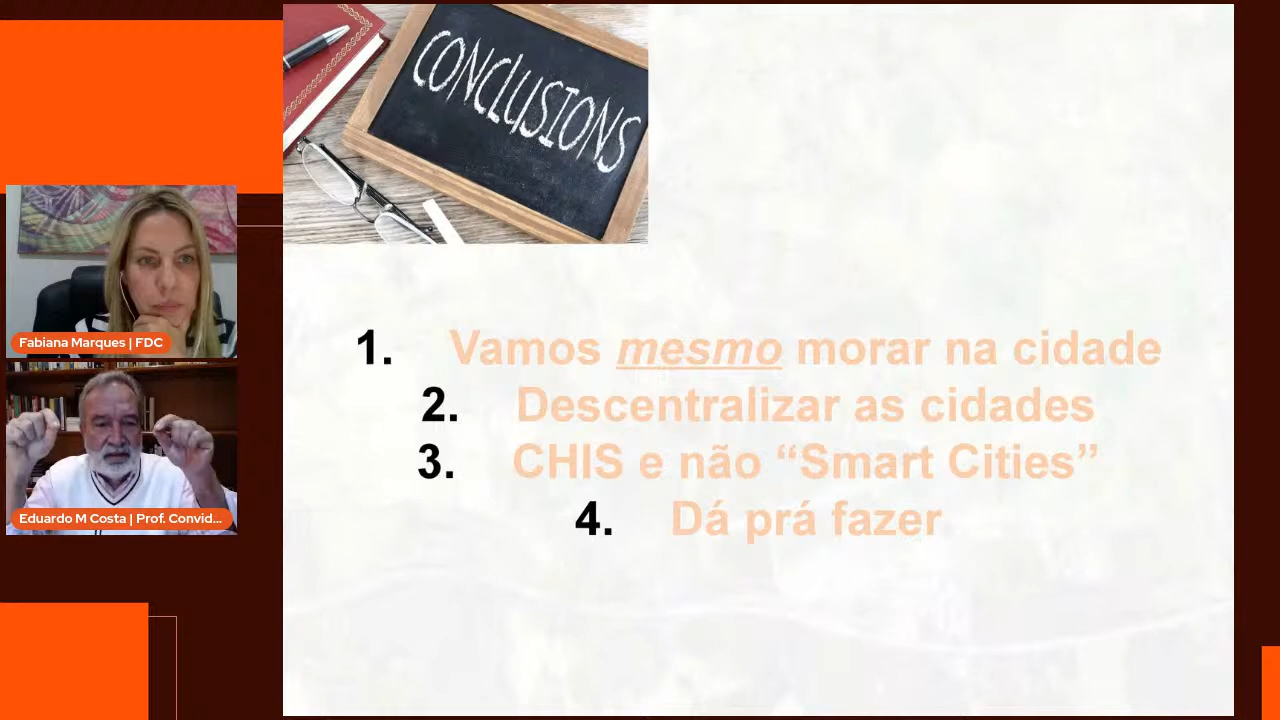 CONCLUSIONS
Fabiana Marques | FDC
Eduardo M Costa | Prof. Convid...
1. Vamos mesmo morar na cidade
2. Descentralizar as cidades
3. CHIS e não “Smart Cities”
4. Dá prá fazer